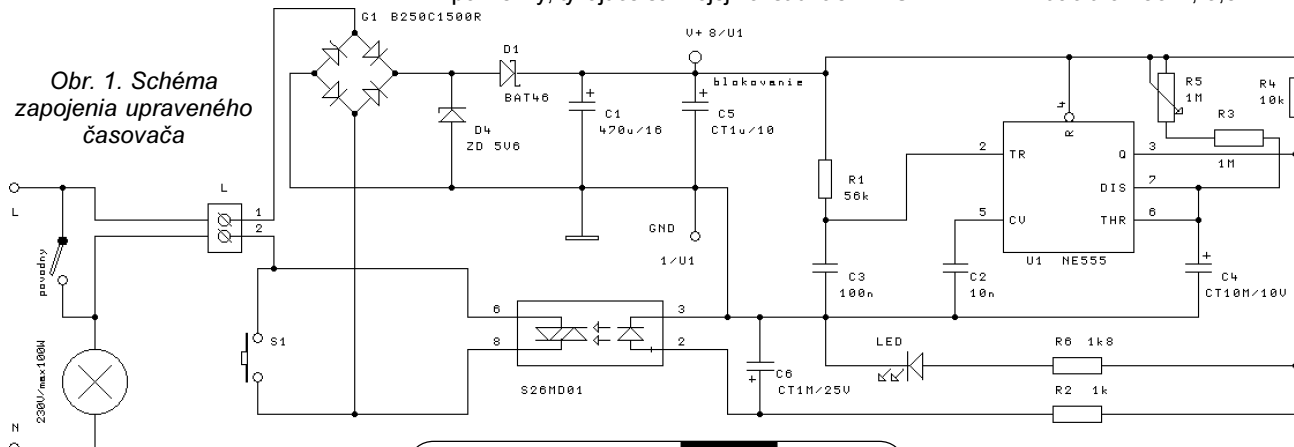 G1 B250C1500R
Obr. 1. Schéma
zapojenia upraveného
časovača
D1
BAT46
D4
ZD 5V6
+
C1
470u/16
V+ 8/U1
blokovanie
+
C5
CT1u/10
GND
1/U1
R1
56k
C3
100n
2
TR
5
CV
4
R
Q
3
DIS
7
THR
6
U1 NE555
C2
10n
R5
1M
R3
1M
R4
10k
+
C4
CT10M/10V
L
povodny
L
1
2
230V/max100W
N
S1
6
8
3
2
S26MD01
+
C6
CT1M/25V
LED
R6 1k8
R2 1k